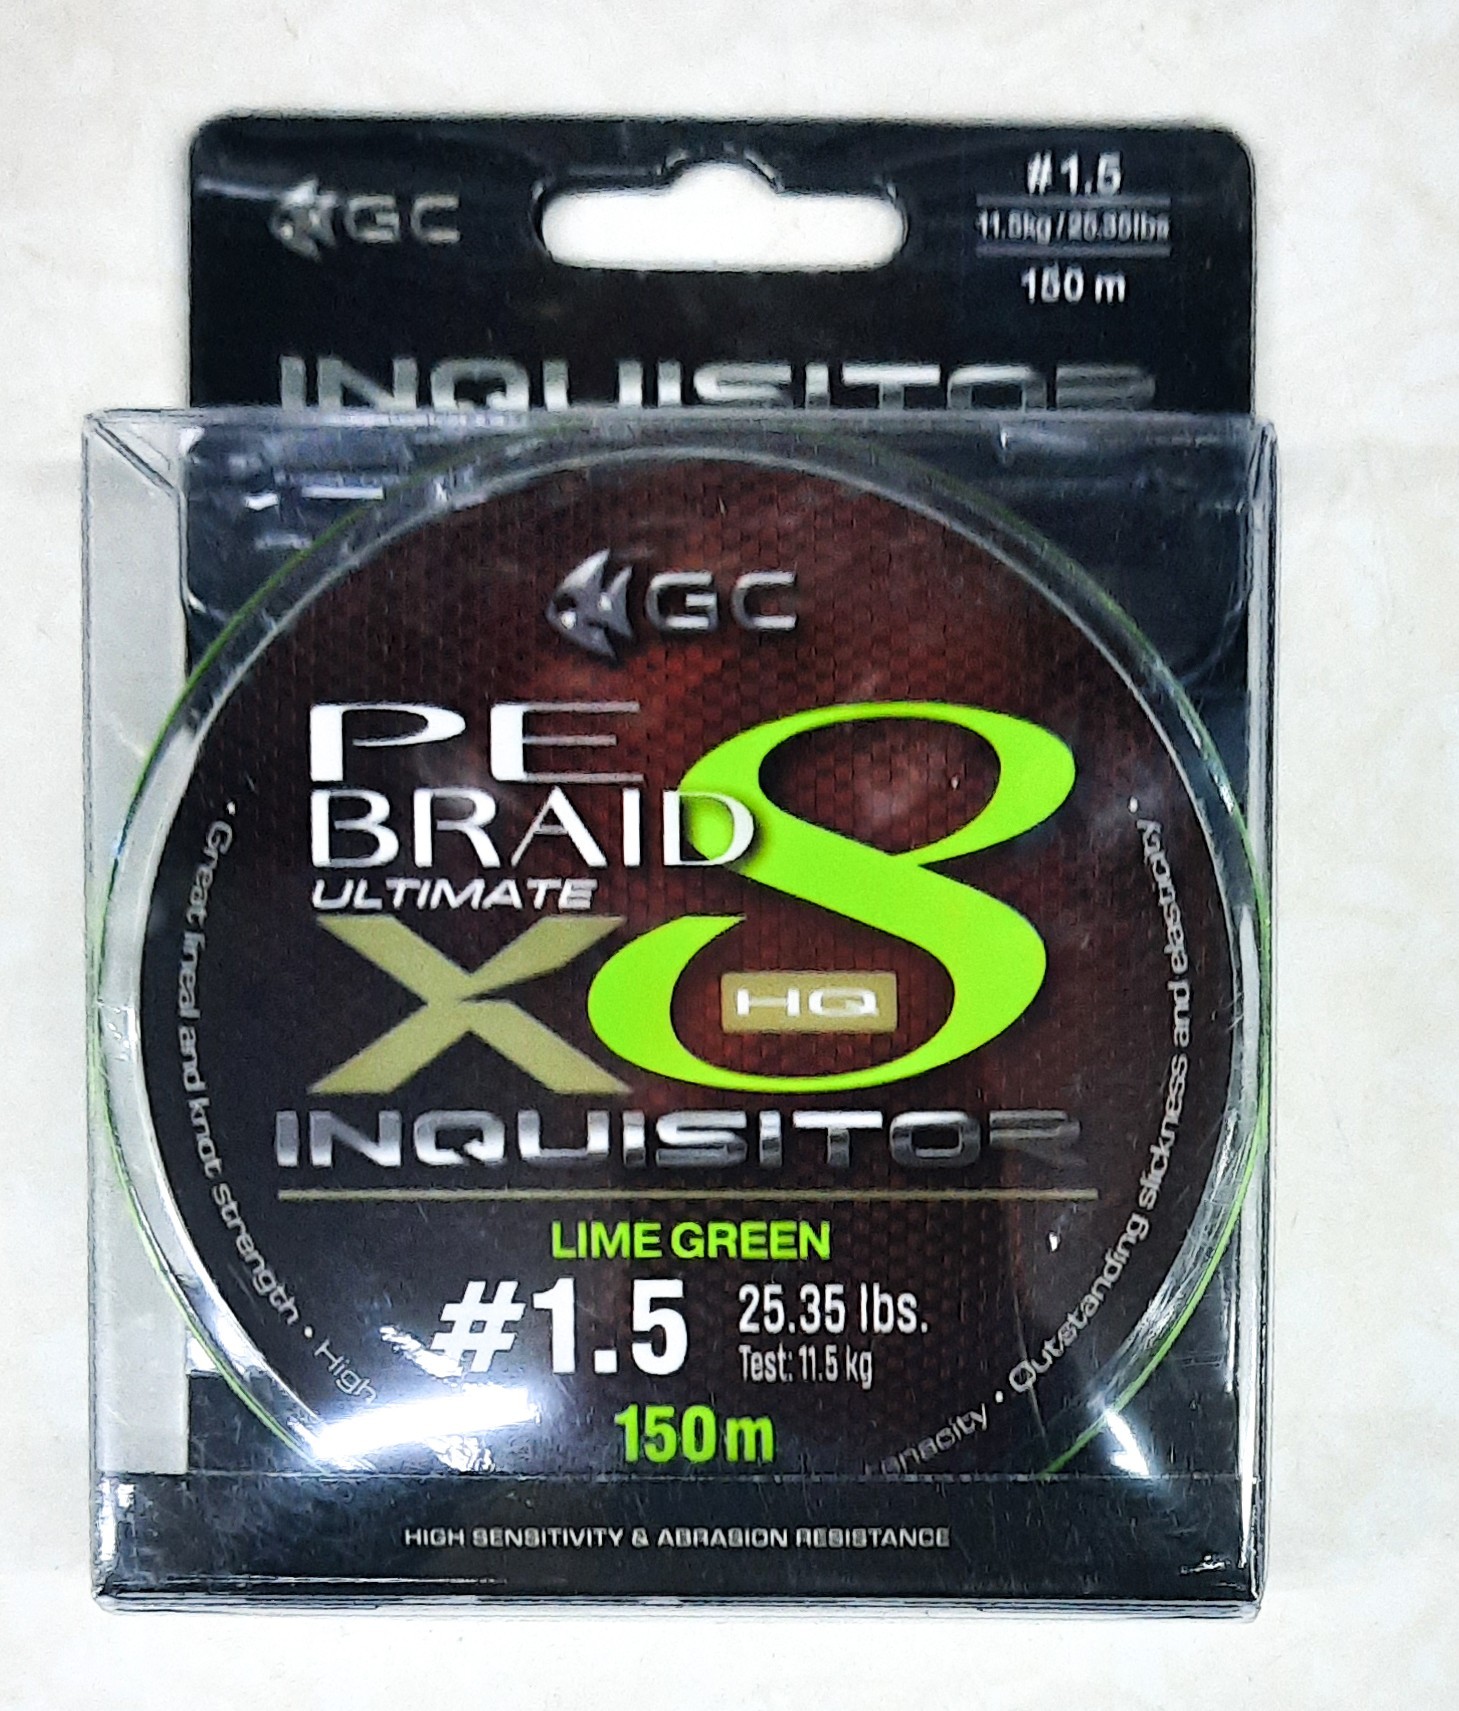 GC
#1.5
11.5kg / 25.35lbs
150 m
INQUISITOR
GC
PE
BRAID
ULTIMATE
X8
HQ
INQUISITOR
LIME GREEN
#1.5
25.35 lbs.
Test: 11.5 kg
150m
• Great lineal and knot strength • High
• Outstanding slickness and elasticity •
HIGH SENSITIVITY & ABRASION RESISTANCE